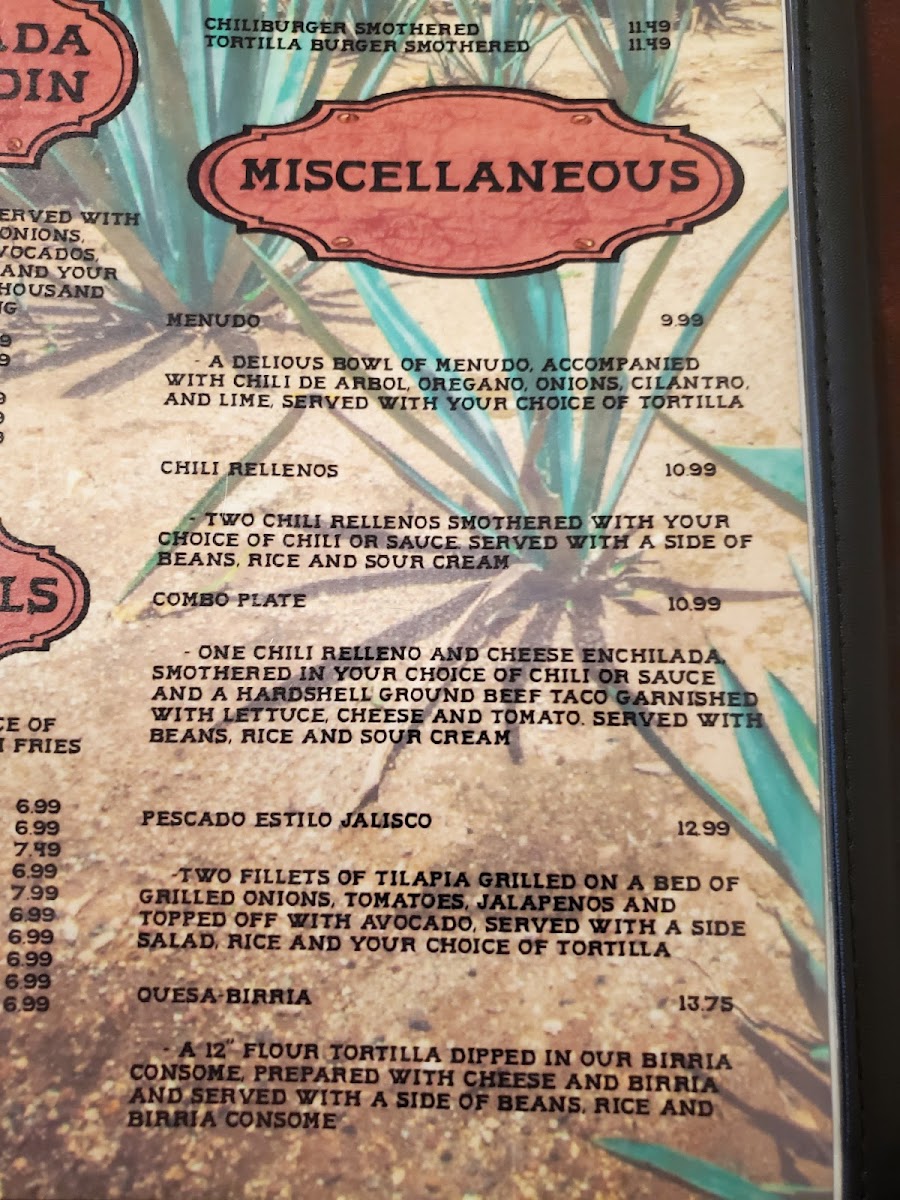 ADA
DIN
ERVED WITH
ONIONS,
VOCADOS,
AND YOUR
HOUSAND
NG
9
9
9
9
9
LS
CE OF
FRIES
6.99
6.99
7.49
6.99
7.99
6.99
6.99
6.99
6.99
6.99
CHILIBURGER SMOTHERED 11.49
TORTILLA BURGER SMOTHERED 11.49
MISCELLANEOUS
MENUDO 9.99
- A DELIOUS BOWL OF MENUDO, ACCOMPANIED
WITH CHILI DE ARBOL, OREGANO, ONIONS, CILANTRO,
AND LIME, SERVED WITH YOUR CHOICE OF TORTILLA
CHILI RELLENOS 10.99
- TWO CHILI RELLENOS SMOTHERED WITH YOUR
CHOICE OF CHILI OR SAUCE. SERVED WITH A SIDE OF
BEANS, RICE AND SOUR CREAM
COMBO PLATE 10.99
- ONE CHILI RELLENO AND CHEESE ENCHILADA,
SMOTHERED IN YOUR CHOICE OF CHILI OR SAUCE
AND A HARDSHELL GROUND BEEF TACO GARNISHED
WITH LETTUCE, CHEESE AND TOMATO. SERVED WITH
BEANS, RICE AND SOUR CREAM
PESCADO ESTILO JALISCO 12.99
-TWO FILLETS OF TILAPIA GRILLED ON A BED OF
GRILLED ONIONS, TOMATOES, JALAPENOS AND
TOPPED OFF WITH AVOCADO, SERVED WITH A SIDE
SALAD, RICE AND YOUR CHOICE OF TORTILLA
QUESA-BIRRIA 13.75
- A 12" FLOUR TORTILLA DIPPED IN OUR BIRRIA
CONSOME, PREPARED WITH CHEESE AND BIRRIA
AND SERVED WITH A SIDE OF BEANS, RICE AND
BIRRIA CONSOME